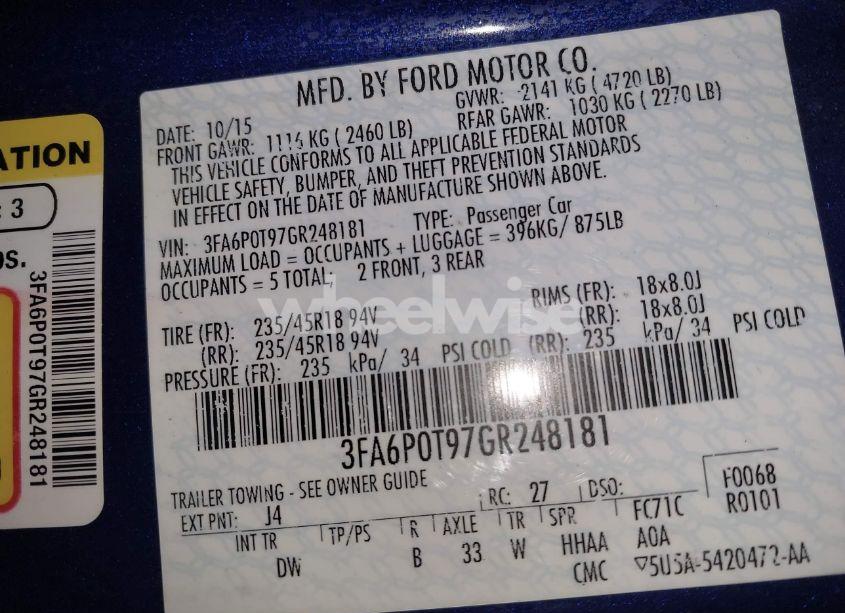 ATION
: 3
OS.
3FA6P0T97GR248181
MFD. BY FORD MOTOR CO.
DATE: 10/15 GVWR: 2141 KG ( 4720 LB)
FRONT GAWR: 1116 KG ( 2460 LB) REAR GAWR: 1030 KG ( 2270 LB)
THIS VEHICLE CONFORMS TO ALL APPLICABLE FEDERAL MOTOR
VEHICLE SAFETY, BUMPER, AND THEFT PREVENTION STANDARDS
IN EFFECT ON THE DATE OF MANUFACTURE SHOWN ABOVE.
VIN: 3FA6P0T97GR248181 TYPE: Passenger Car
MAXIMUM LOAD = OCCUPANTS + LUGGAGE = 396KG/ 875LB
OCCUPANTS = 5 TOTAL; 2 FRONT, 3 REAR
wheelwise
TIRE (FR): 235/45R18 94V RIMS (FR): 18x8.0J
(RR): 235/45R18 94V (RR): 18x8.0J
PRESSURE (FR): 235 kPa/ 34 PSI COLD (RR): 235 kPa/ 34 PSI COLD
3FA6P0T97GR248181
TRAILER TOWING - SEE OWNER GUIDE
EXT PNT: J4 RC: 27 DSO: F0068
INT TR TP/PS R AXLE TR SPR FC71C R0101
DW B 33 W HHAA A0A
CMC ▽5U5A-5420472-AA